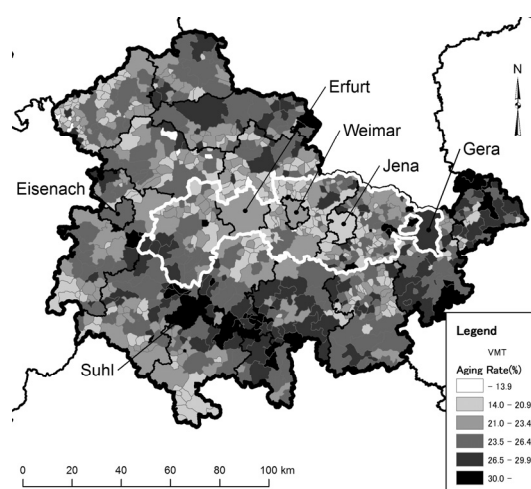 Erfurt
N
Weimar
Jena
Gera
Eisenach
Suhl
Legend
VMT
Aging Rate(%)
- 13.9
14.0 - 20.9
21.0 - 23.4
23.5 - 26.4
26.5 - 29.9
30.0 -
0 20 40 60 80 100 km